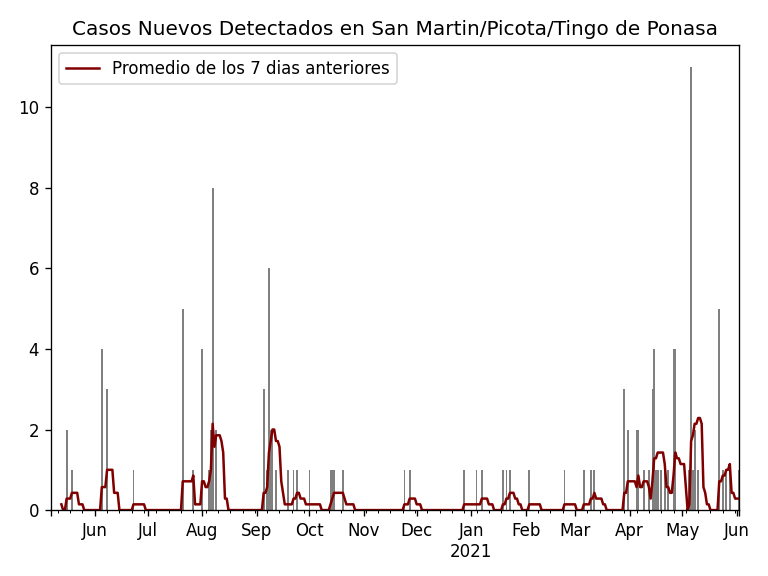 Casos Nuevos Detectados en San Martin/Picota/Tingo de Ponasa
Promedio de los 7 dias anteriores
10
8
6
4
2
0
Jun Jul Aug Sep Oct Nov Dec Jan Feb Mar Apr May Jun
2021